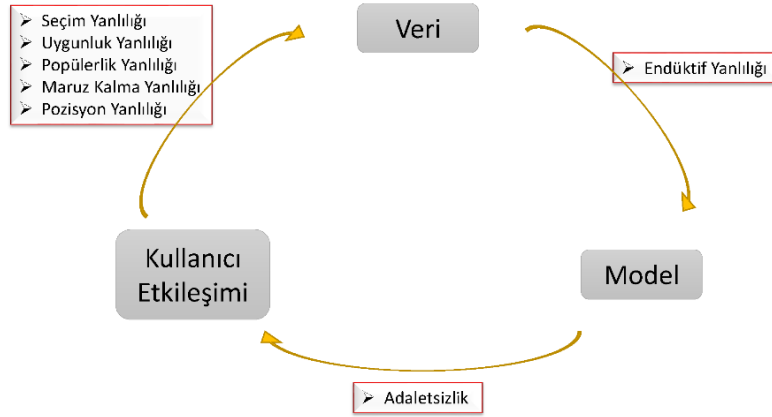 Seçim Yanlılığı
Uygunluk Yanlılığı
Popülerlik Yanlılığı
Maruz Kalma Yanlılığı
Pozisyon Yanlılığı
Veri
Endüktif Yanlılığı
Kullanıcı
Etkileşimi
Model
Adaletsizlik